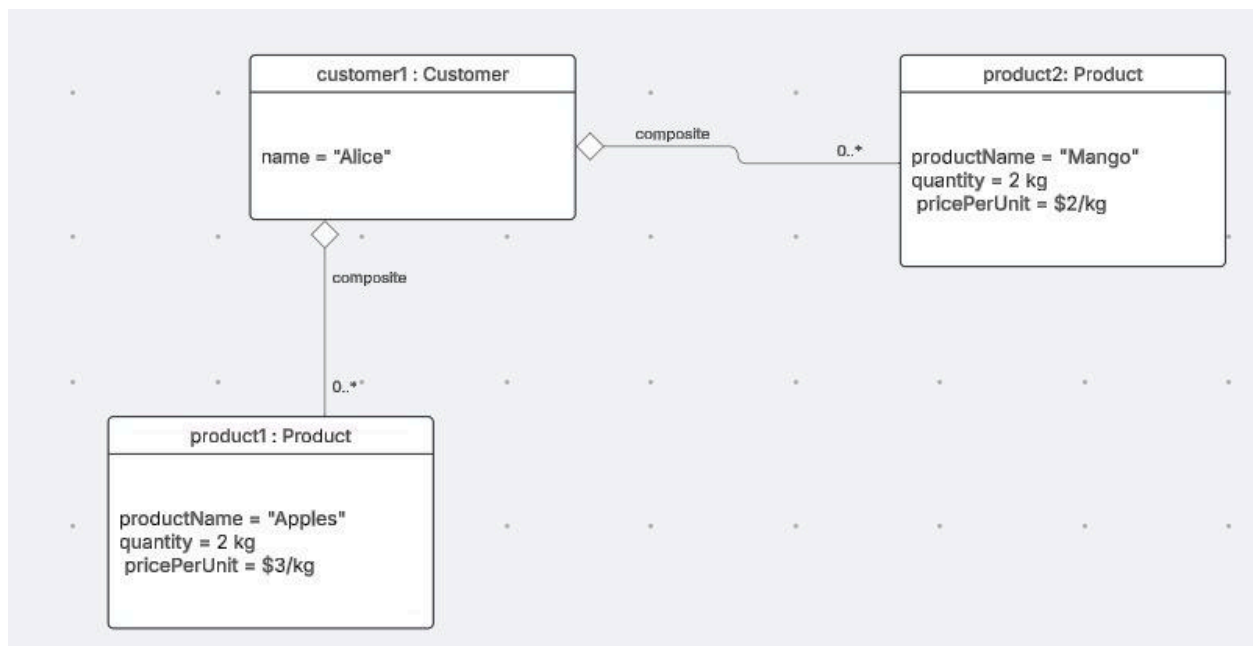 customer1 : Customer
name = "Alice"
composite
0..*
product2: Product
productName = "Mango"
quantity = 2 kg
pricePerUnit = $2/kg
composite
0..*
product1 : Product
productName = "Apples"
quantity = 2 kg
pricePerUnit = $3/kg